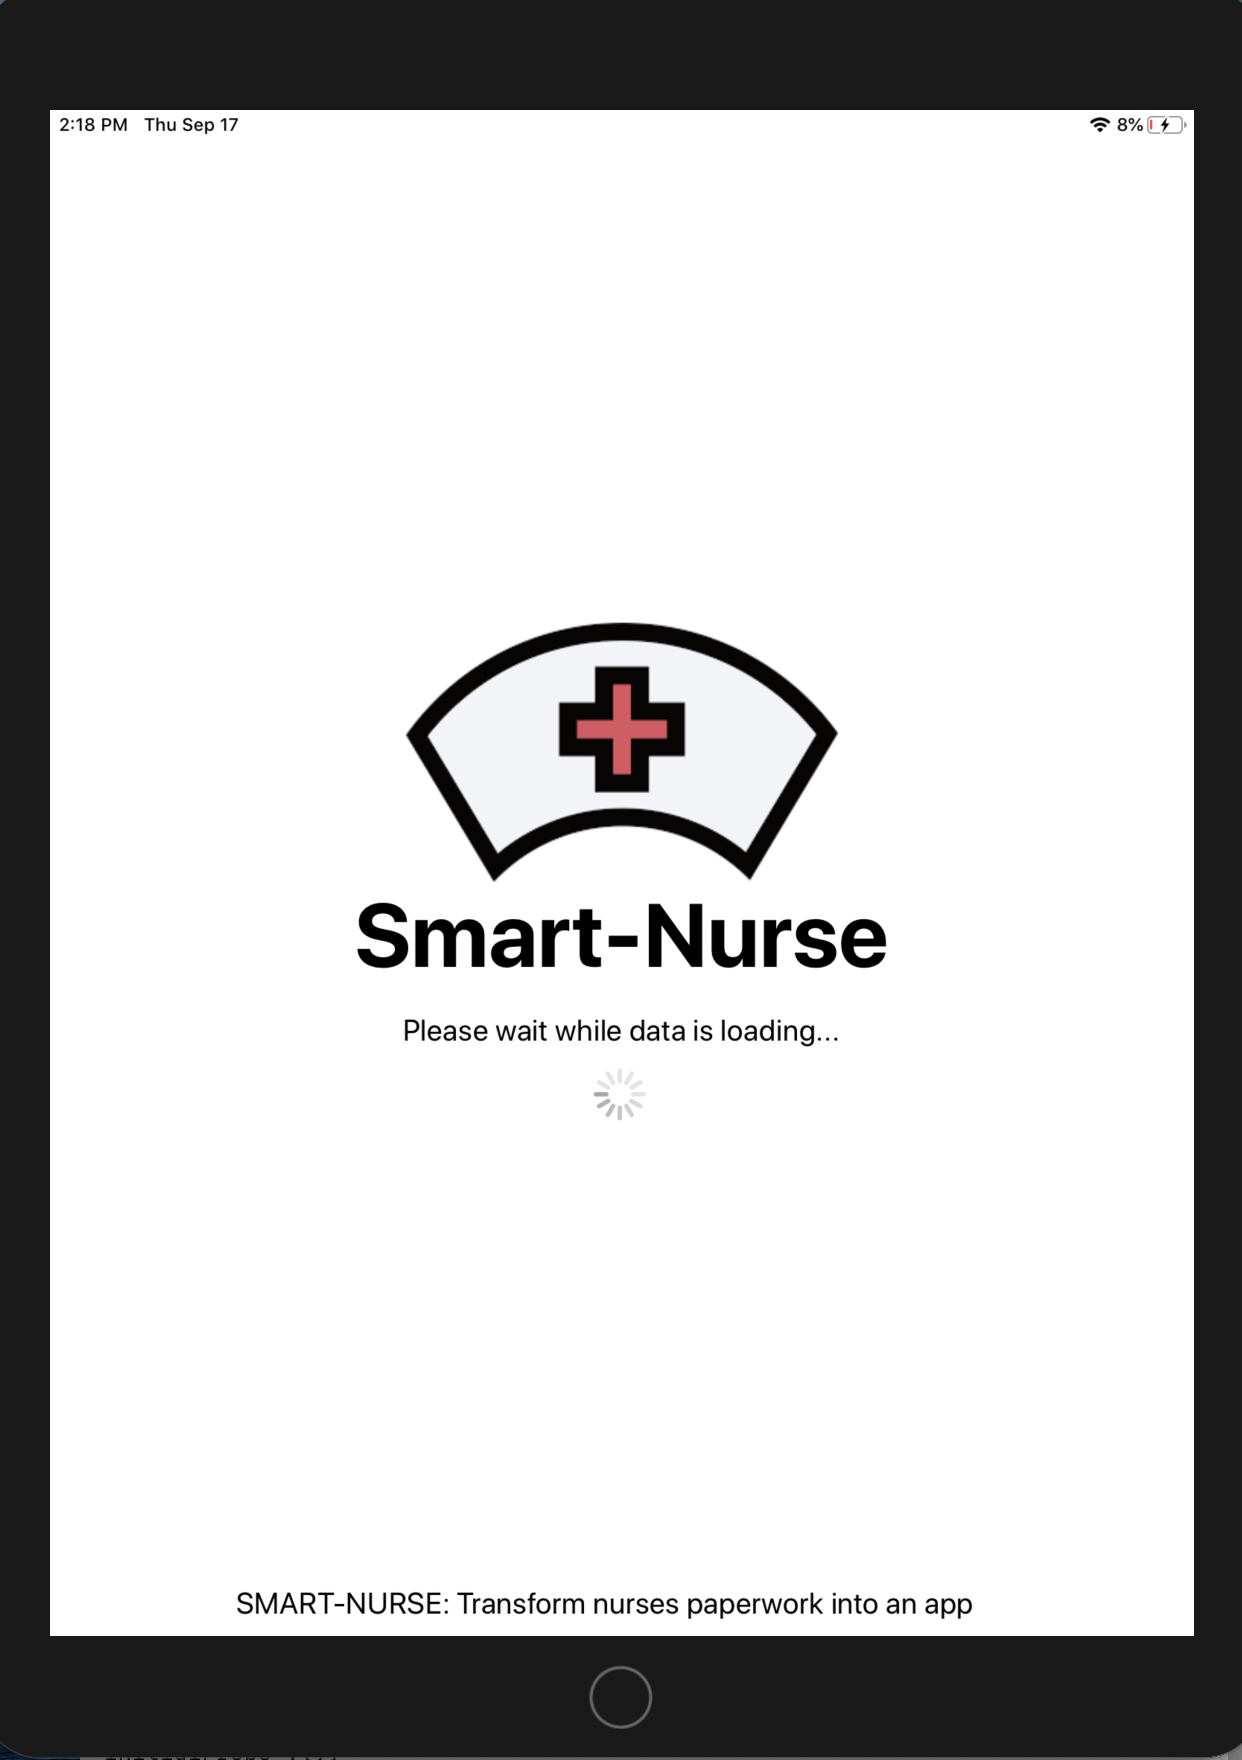 2:18 PM Thu Sep 17 8%
Smart-Nurse
Please wait while data is loading...
SMART-NURSE: Transform nurses paperwork into an app